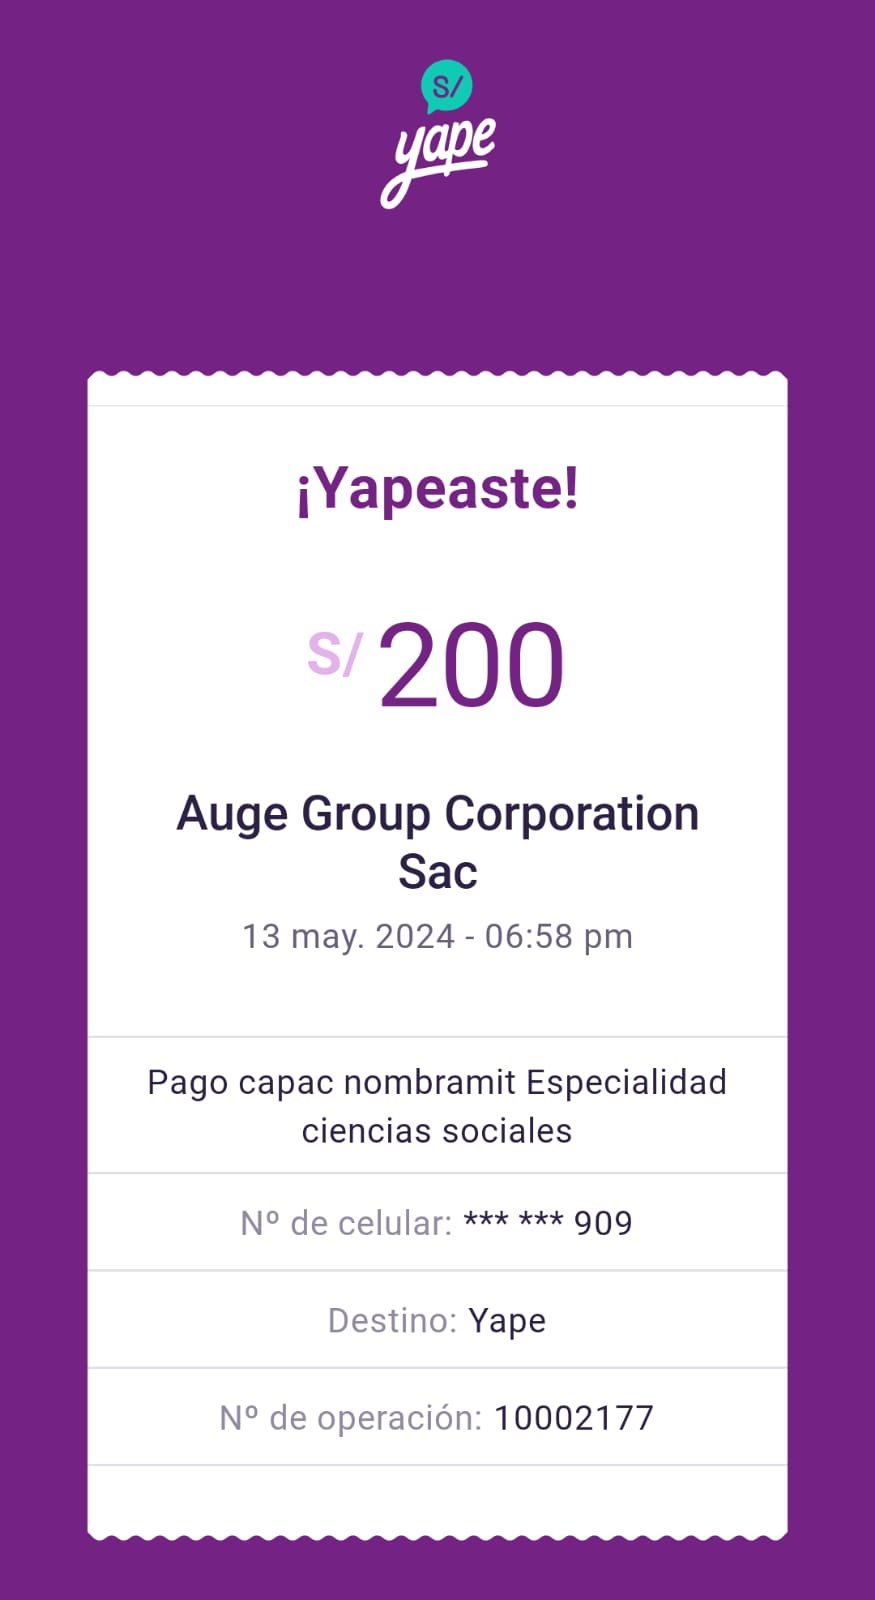 S/
yape
¡Yapeaste!
S/ 200
Auge Group Corporation
Sac
13 may. 2024 - 06:58 pm
Pago capac nombramit Especialidad
ciencias sociales
Nº de celular: *** *** 909
Destino: Yape
Nº de operación: 10002177